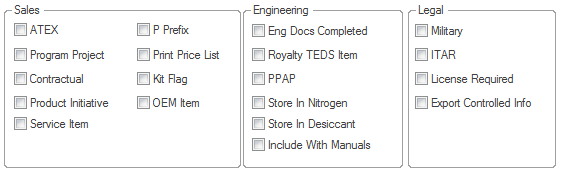 Sales
ATEX
P Prefix
Program Project
Print Price List
Contractual
Kit Flag
Product Initiative
OEM Item
Service Item
Engineering
Eng Docs Completed
Royalty TEDS Item
PPAP
Store In Nitrogen
Store In Desiccant
Include With Manuals
Legal
Military
ITAR
License Required
Export Controlled Info